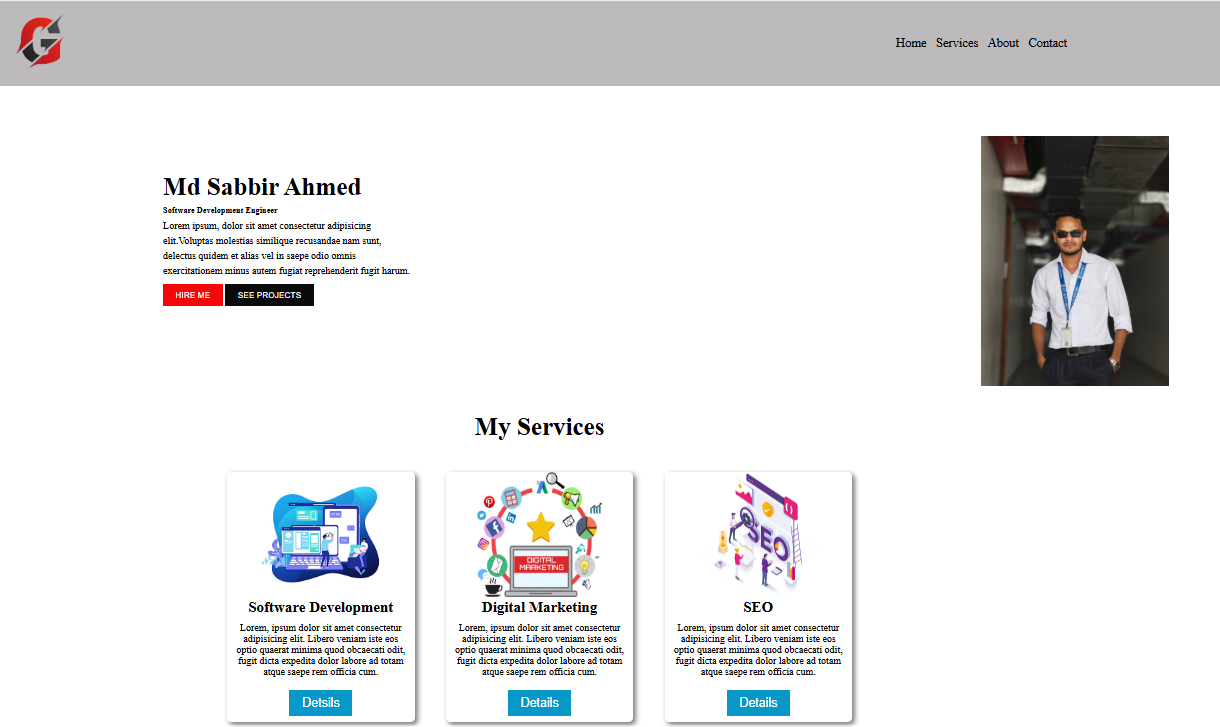 Home Services About Contact
Md Sabbir Ahmed
Software Development Engineer
Lorem ipsum, dolor sit amet consectetur adipisicing
elit.Voluptas molestias similique recusandae nam sunt,
delectus quidem et alias vel in saepe odio omnis
exercitationem minus autem fugiat reprehenderit fugit harum.
HIRE ME SEE PROJECTS
My Services
DIGITAL
MARKETING
SEO
Software Development
Lorem, ipsum dolor sit amet consectetur
adipisicing elit. Libero veniam iste eos
optio quaerat minima quod obcaecati odit,
fugit dicta expedita dolor labore ad totam
atque saepe rem officia cum.
Detsils
Digital Marketing
Lorem, ipsum dolor sit amet consectetur
adipisicing elit. Libero veniam iste eos
optio quaerat minima quod obcaecati odit,
fugit dicta expedita dolor labore ad totam
atque saepe rem officia cum.
Details
SEO
Lorem, ipsum dolor sit amet consectetur
adipisicing elit. Libero veniam iste eos
optio quaerat minima quod obcaecati odit,
fugit dicta expedita dolor labore ad totam
atque saepe rem officia cum.
Details